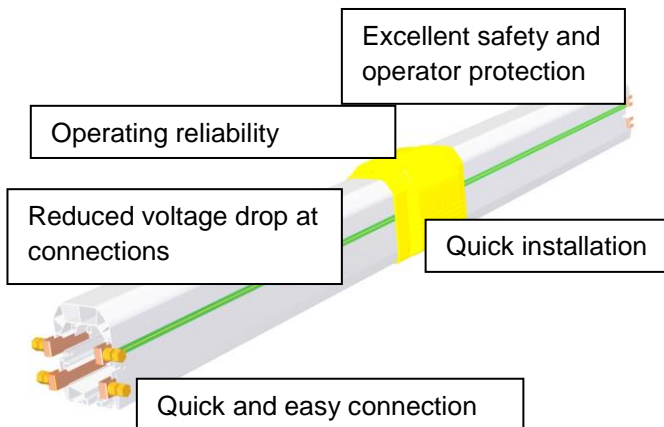 Excellent safety and
operator protection
Operating reliability
Reduced voltage drop at
connections
Quick installation
Quick and easy connection